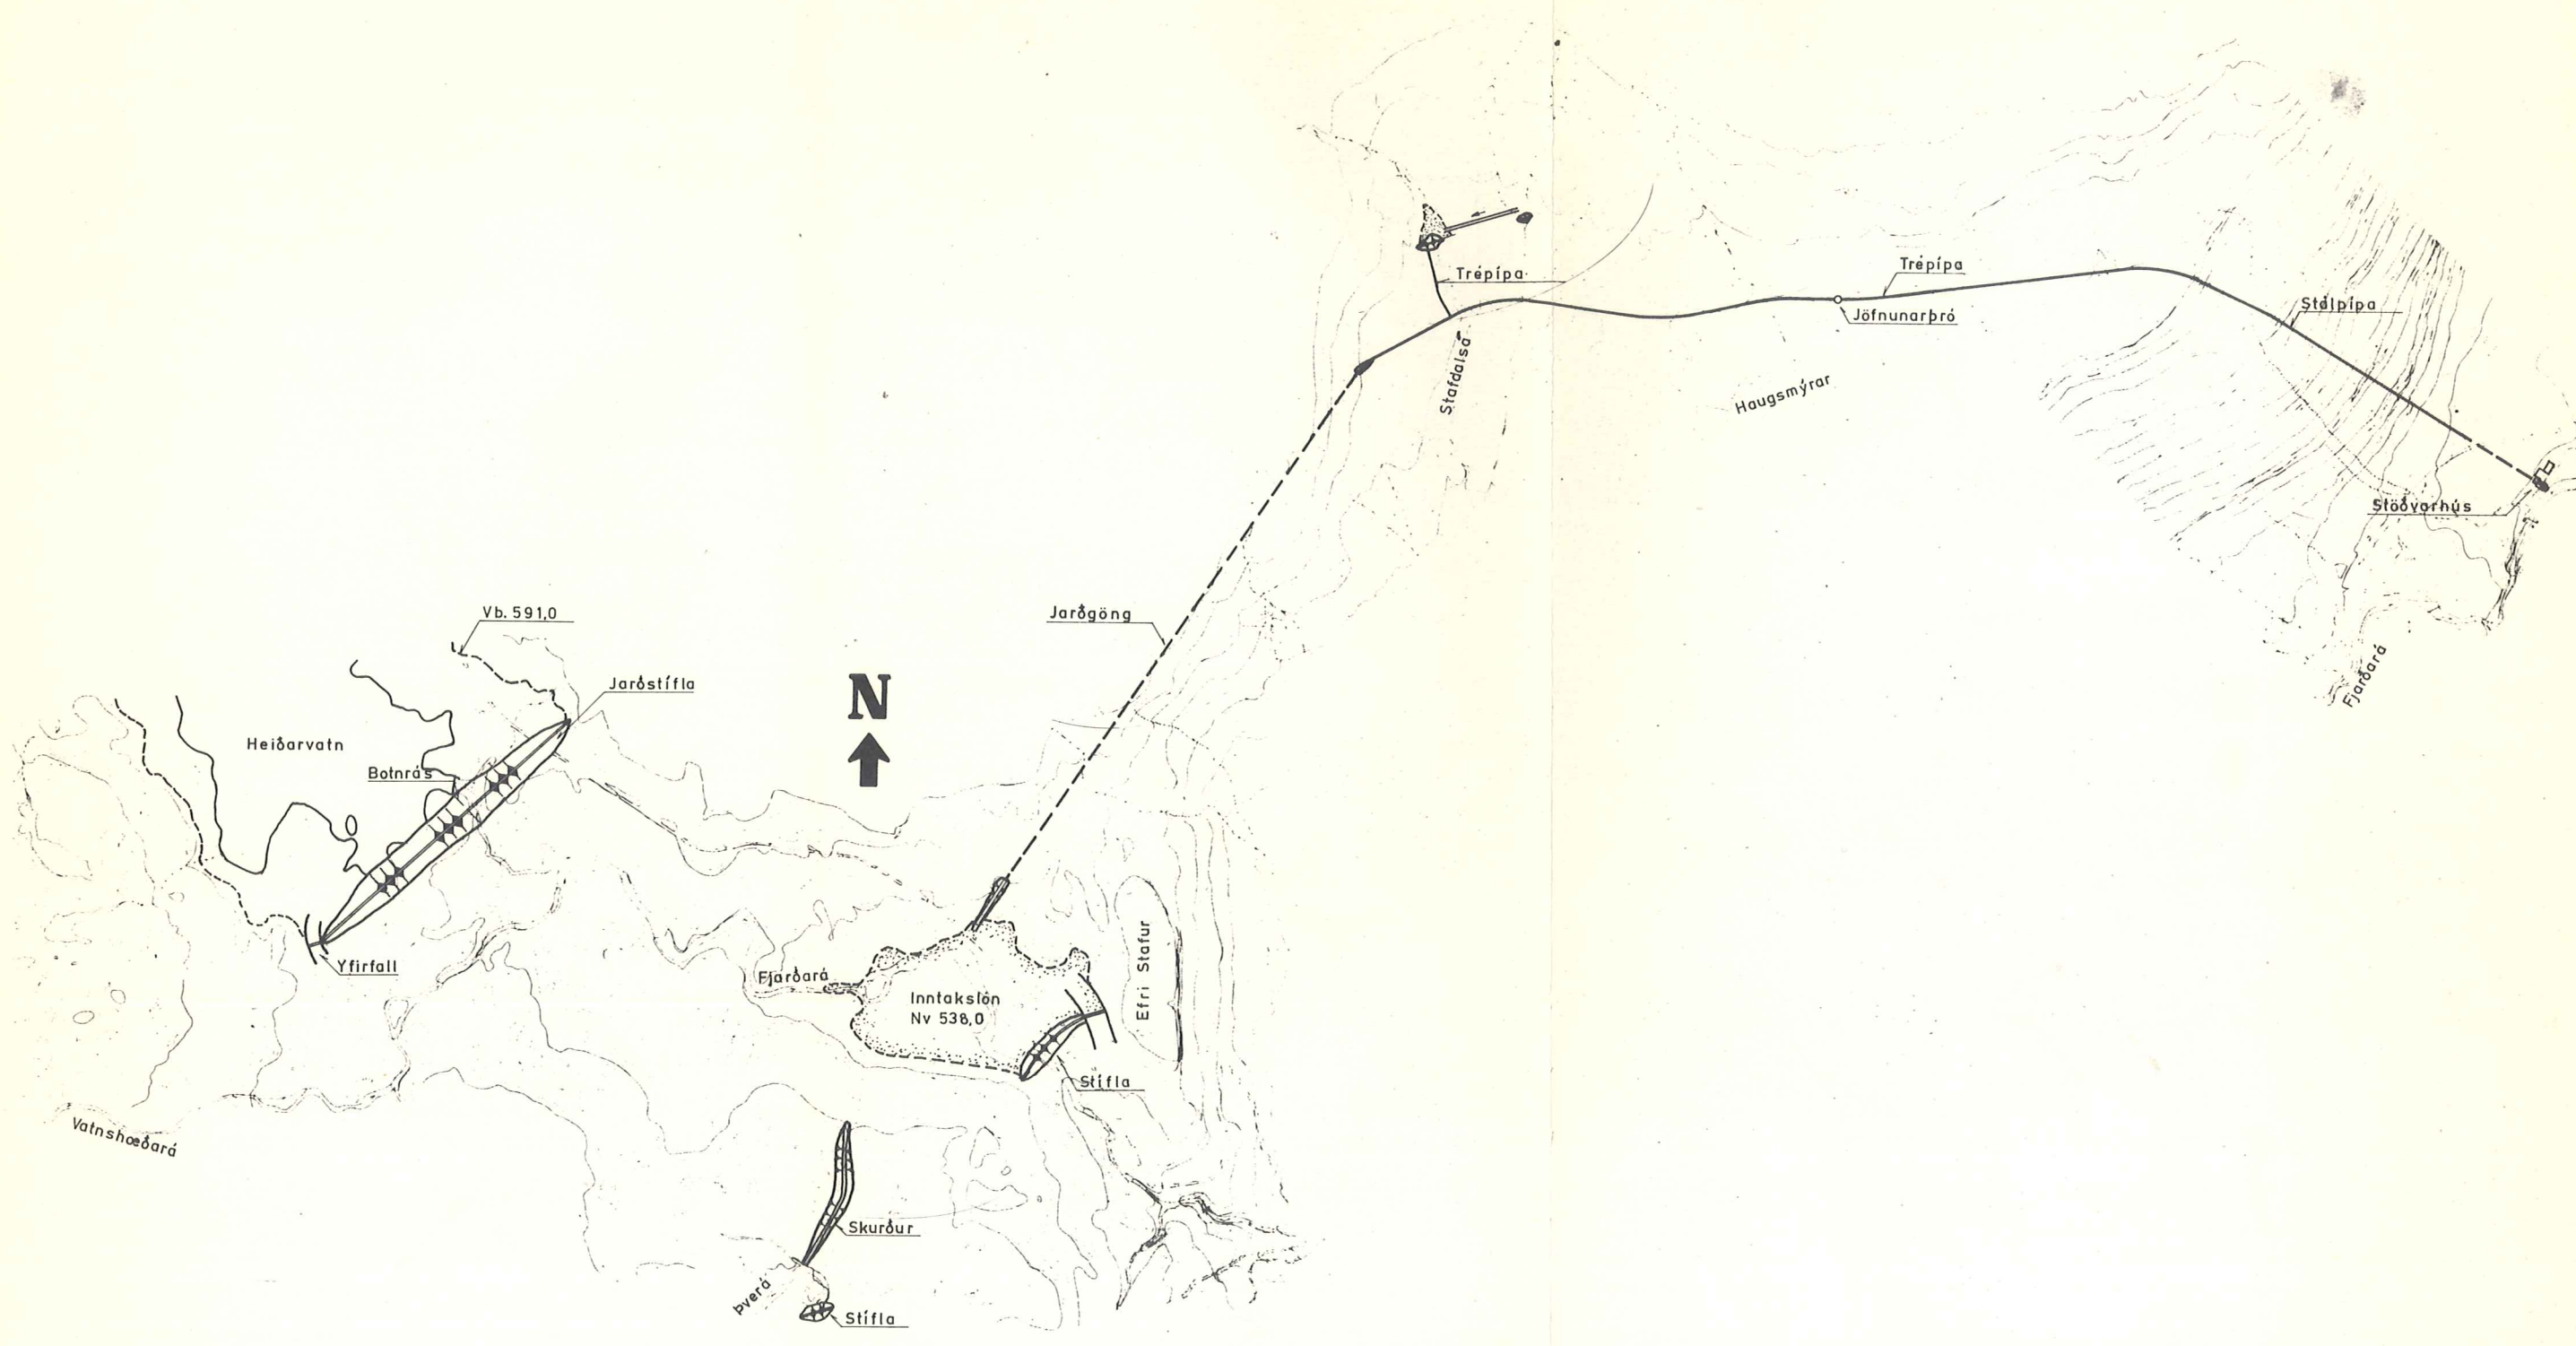 Trépípa
Trépípa
Jöfnunarþró
Stálpípa
Stafdalsá
Haugsmýrar
Stöðvarhús
Fjarðará
Vb. 591,0
Jarðgöng
Jarðstífla
N
Heiðarvatn
Botnrás
Yfirfall
Fjarðará
Inntakslón
Nv 538,0
Efri Stafur
Stífla
Vatnshæðará
Skurður
Þverá
Stífla